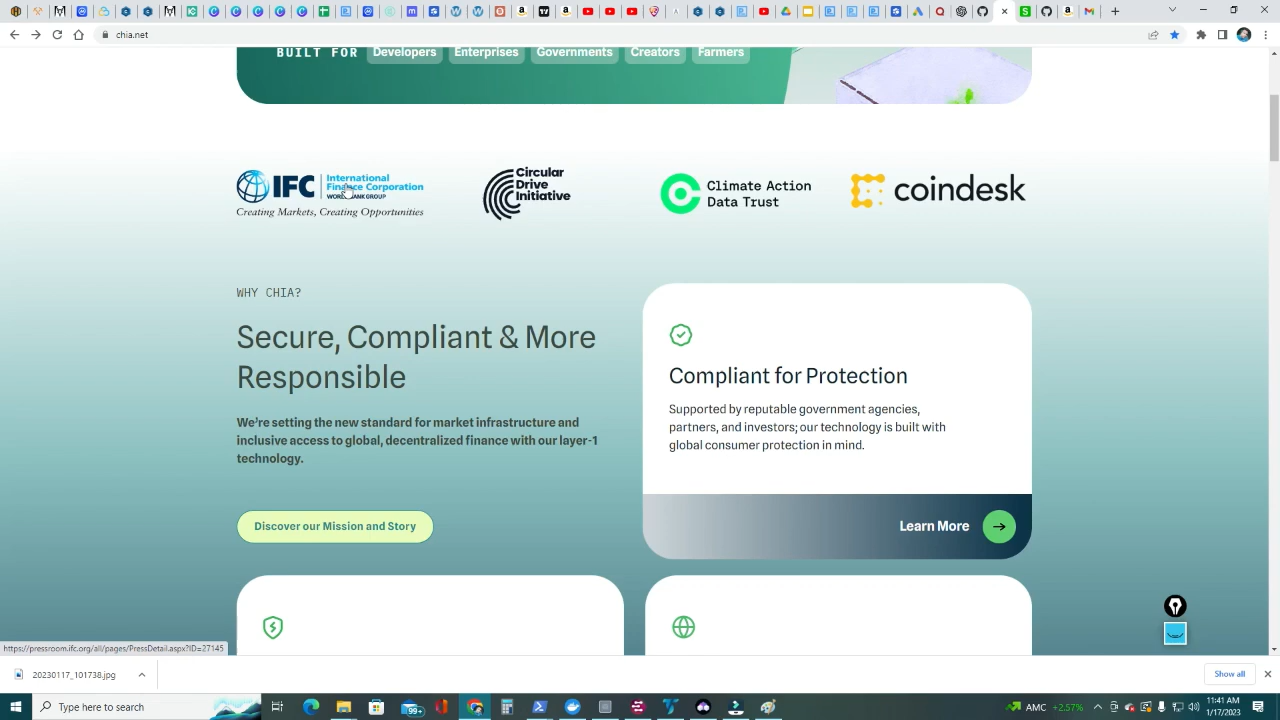 chia.net
BUILT FOR Developers Enterprises Governments Creators Farmers
IFC International
Finance Corporation
WORLD BANK GROUP
Creating Markets, Creating Opportunities
Circular
Drive
Initiative
Climate Action
Data Trust
coindesk
WHY CHIA?
Secure, Compliant & More
Responsible
We're setting the new standard for market infrastructure and
inclusive access to global, decentralized finance with our layer-1
technology.
Discover our Mission and Story
Compliant for Protection
Supported by reputable government agencies,
partners, and investors; our technology is built with
global consumer protection in mind.
Learn More
https://pressroom.ifc.org/all/pages/PressDetail.aspx?ID=27145
20230117_101738.jpg
Show all
Type here to search
99+
AMC +2.57%
11:41 AM
1/17/2023